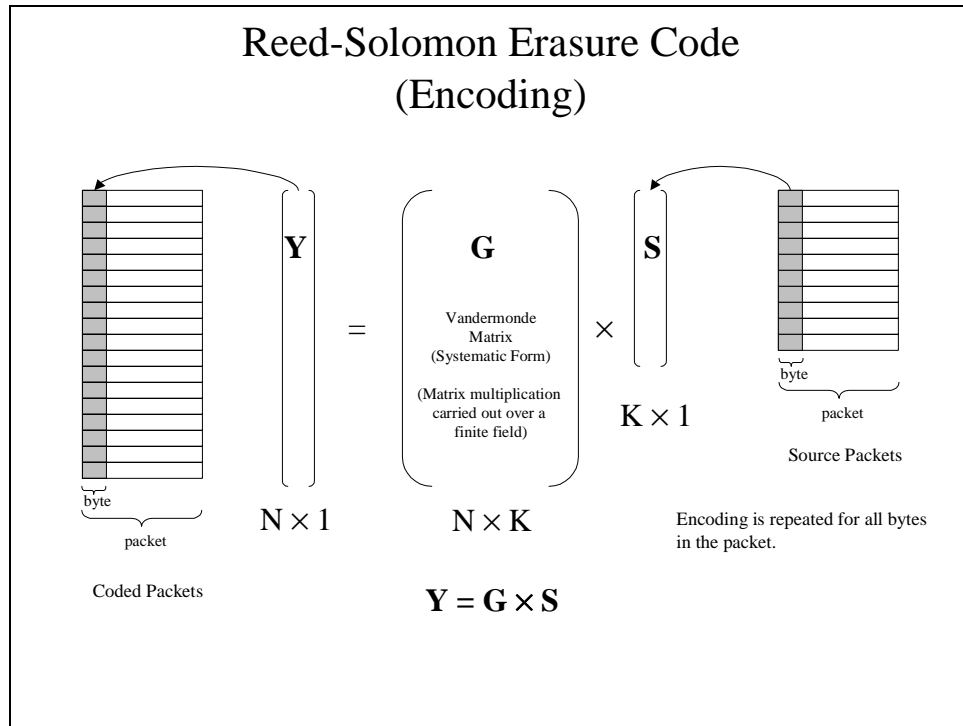 Reed-Solomon Erasure Code
(Encoding)
Y
=
G
Vandermonde
Matrix
(Systematic Form)
(Matrix multiplication
carried out over a
finite field)
×
S
byte
packet
Source Packets
K × 1
byte
packet
Coded Packets
N × 1
N × K
Encoding is repeated for all bytes
in the packet.
Y = G × S